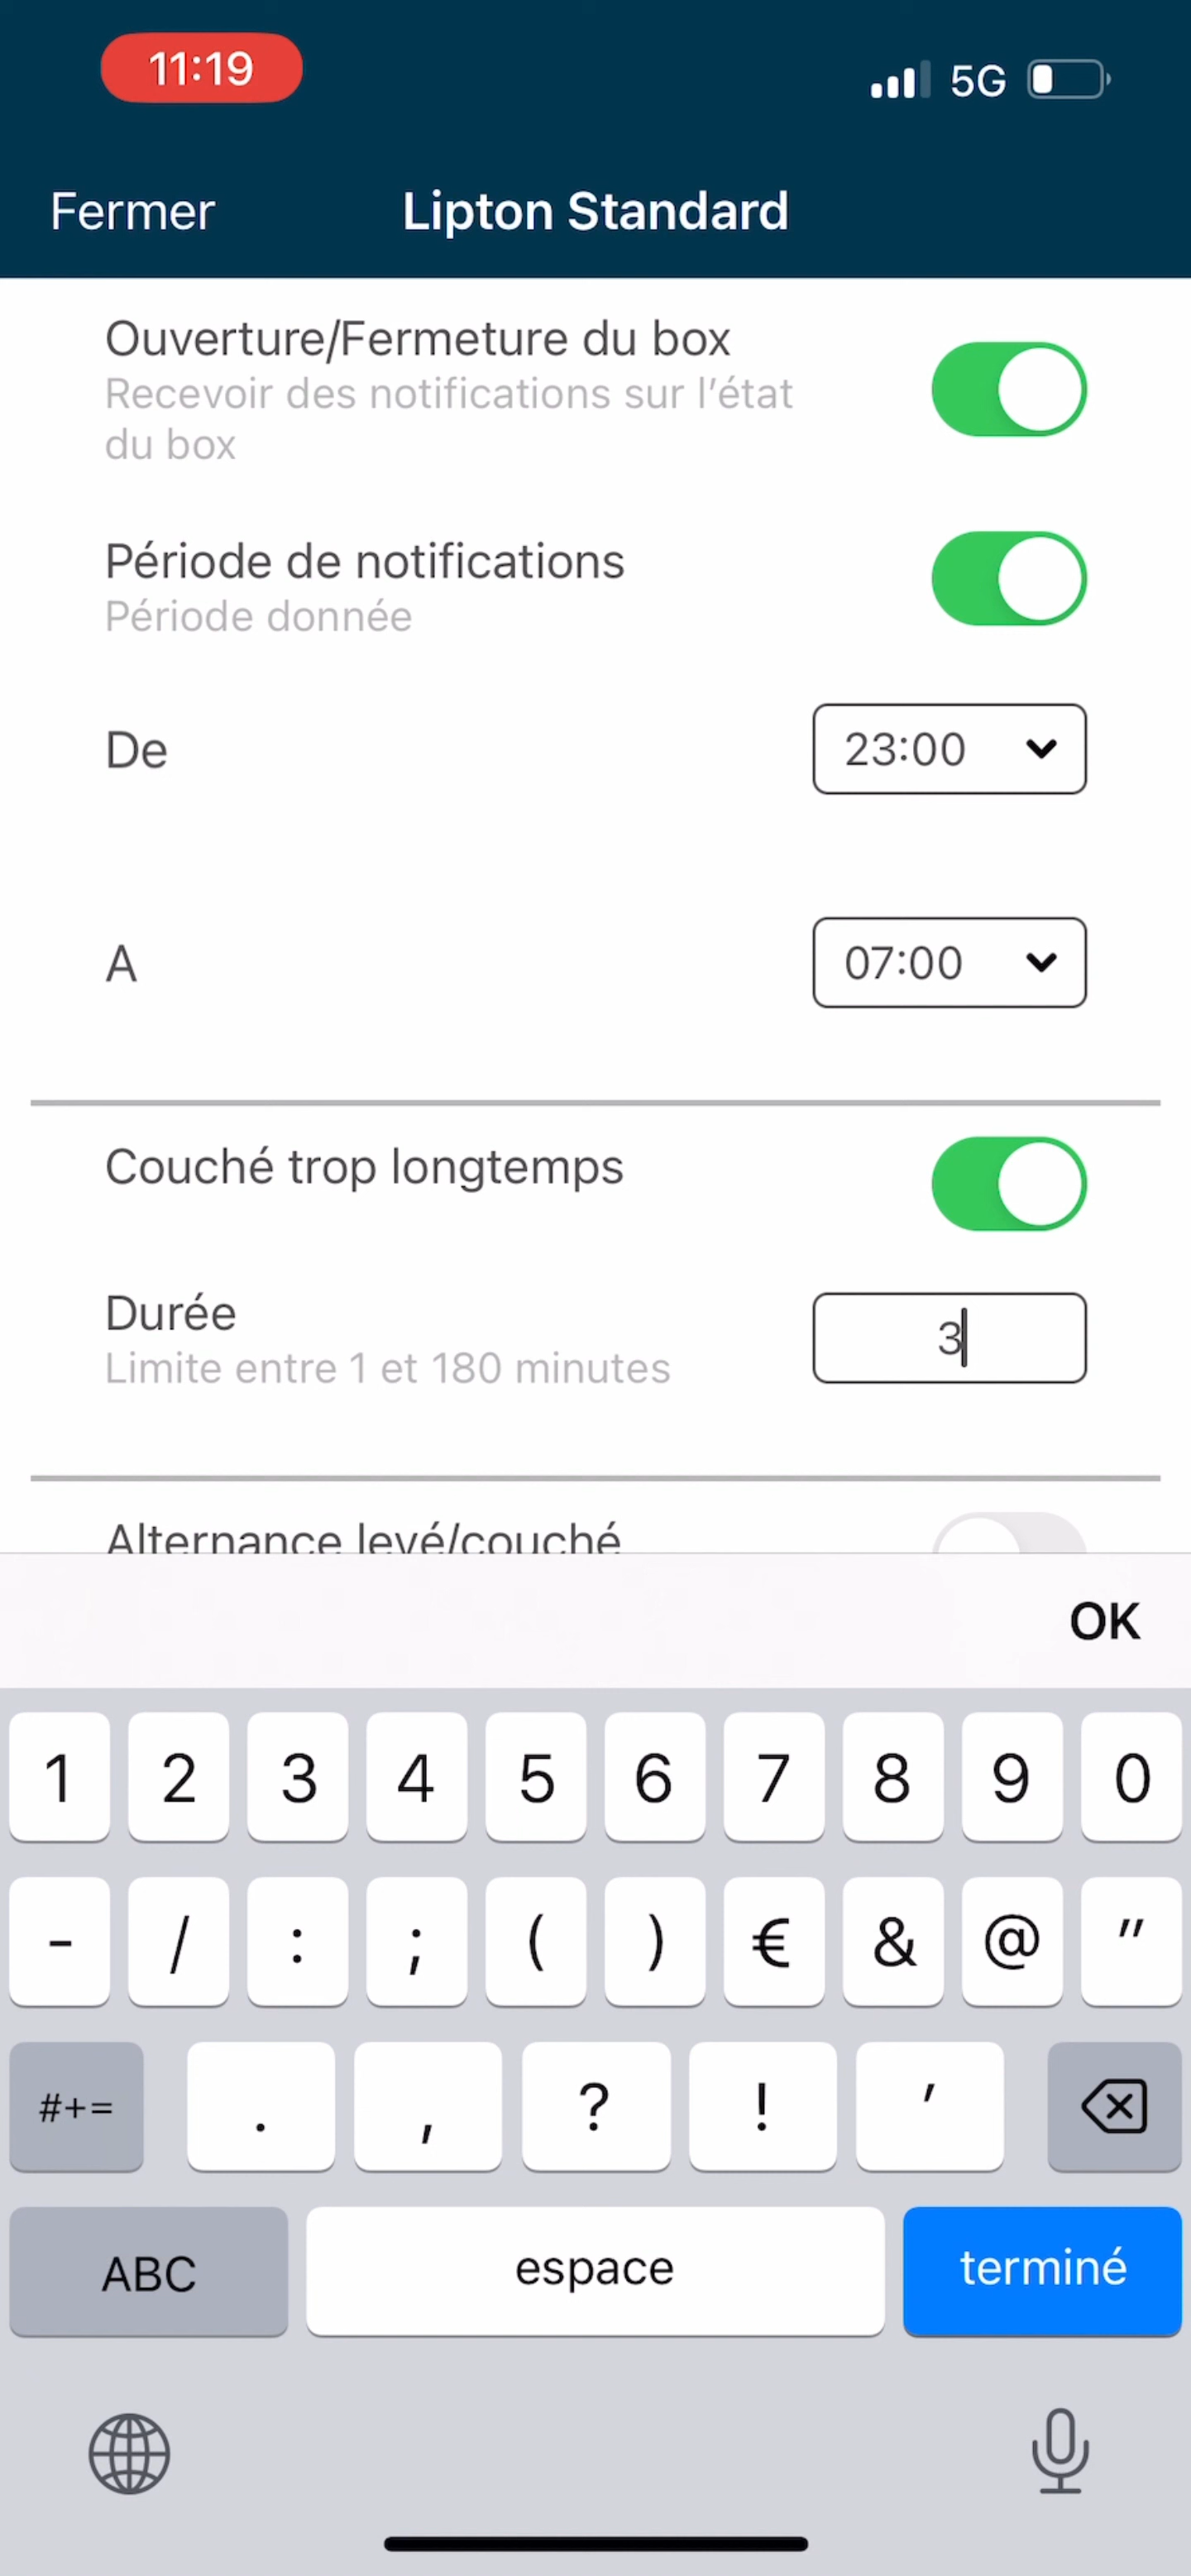 11:19
5G
Fermer
Lipton Standard
Ouverture/Fermeture du box
Recevoir des notifications sur l’état
du box
Période de notifications
Période donnée
De
23:00
A
07:00
Couché trop longtemps
Durée
3
Limite entre 1 et 180 minutes
Alternance levé/couché
OK
1 2 3 4 5 6 7 8 9 0
- / : ; ( ) € & @ "
#+= . , ? ! '
ABC espace terminé